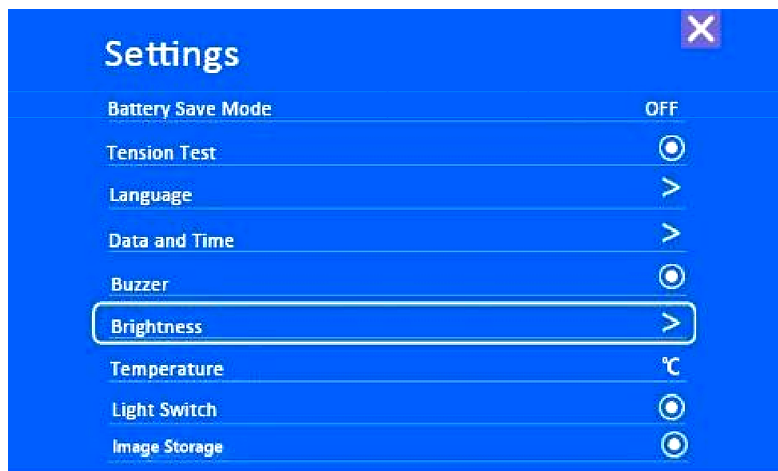 Settings
Battery Save Mode OFF
Tension Test
Language >
Data and Time >
Buzzer
Brightness >
Temperature ℃
Light Switch
Image Storage